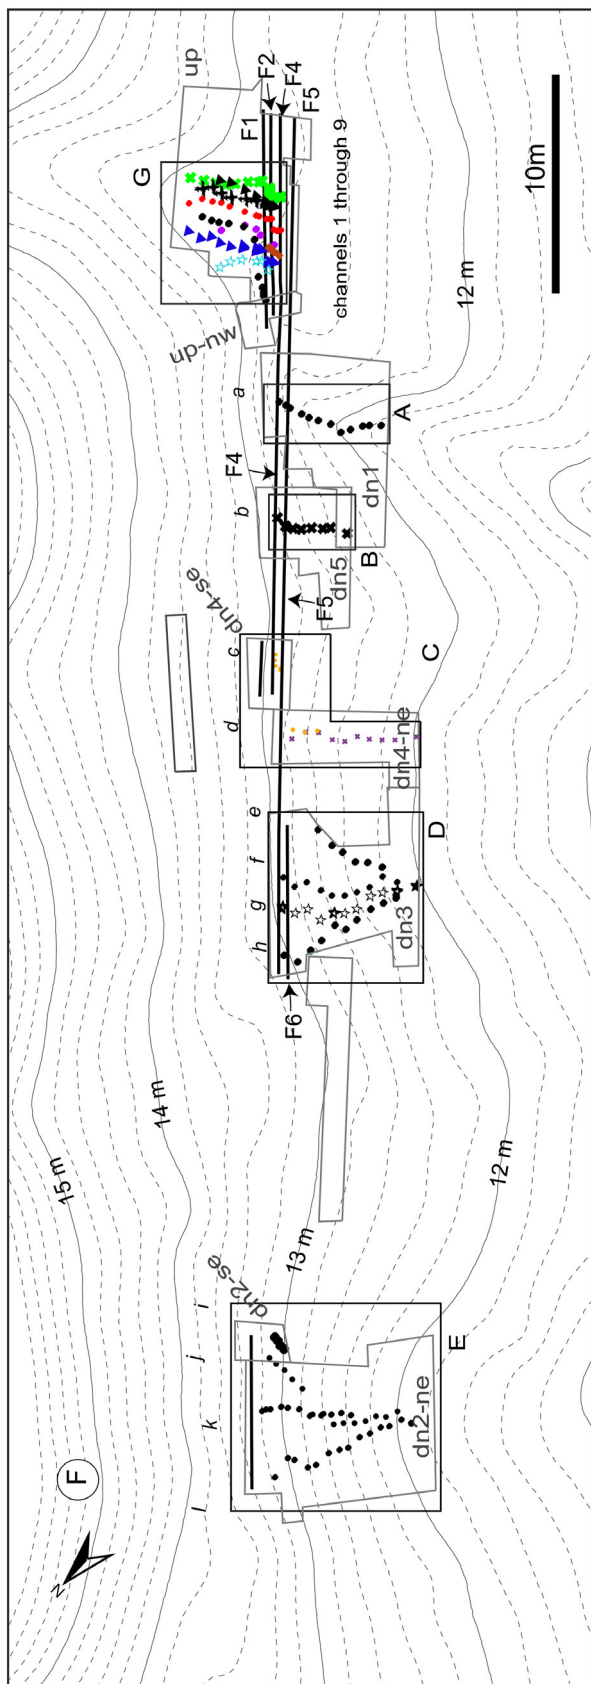 up
F1
F2
F4
F5
G
channels 1 through 9
10m
up-nw
12 m
a
A
F4
dn1
b
B
dn5
F5
dn4-se
c
C
d
dn4-ne
e
D
f
g
dn3
h
F6
14 m
15 m
12 m
13 m
dn2-se
i
j
E
k
dn2-ne
F
l
N